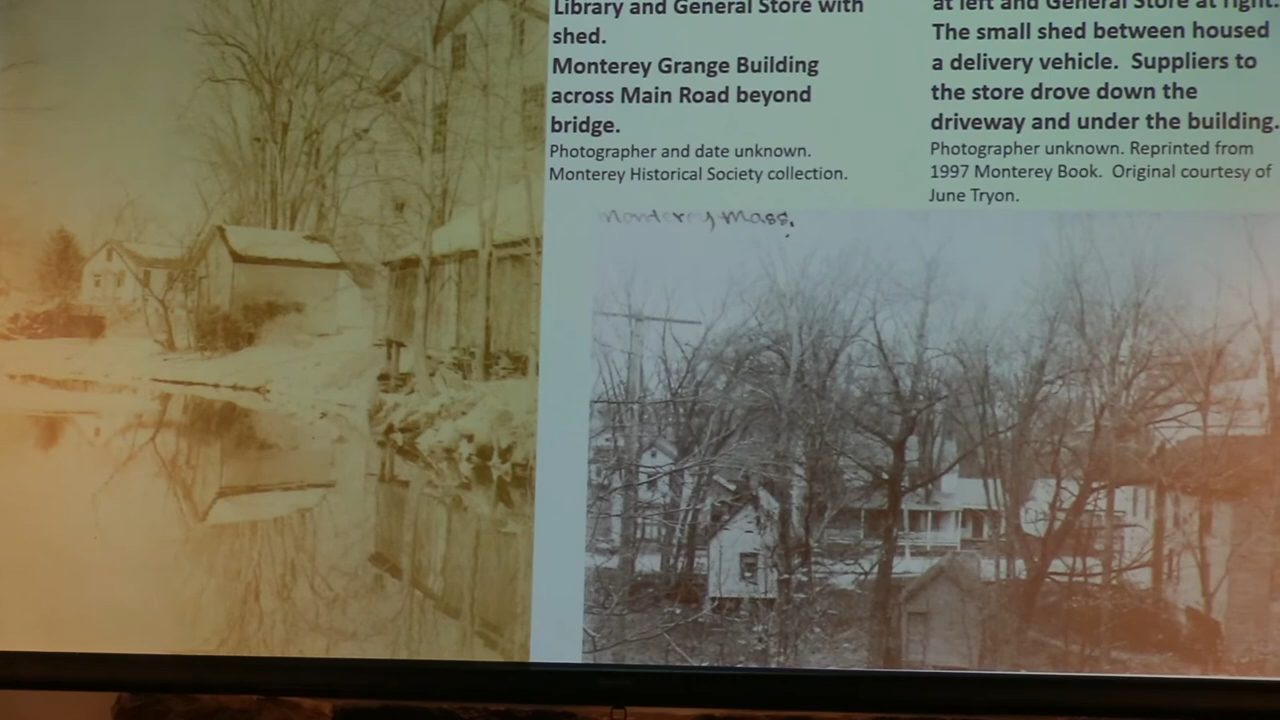 Library and General Store with
shed.
Monterey Grange Building
across Main Road beyond
bridge.
Photographer and date unknown.
Monterey Historical Society collection.
at left and General Store at right.
The small shed between housed
a delivery vehicle. Suppliers to
the store drove down the
driveway and under the building.
Photographer unknown. Reprinted from
1997 Monterey Book. Original courtesy of
June Tryon.
Monterey Mass.